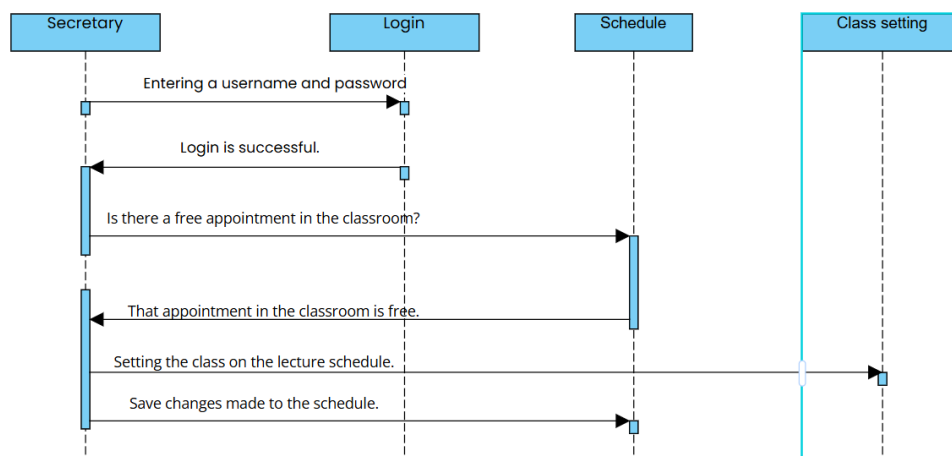 Secretary
Login
Schedule
Class setting
Entering a username and password
Login is successful.
Is there a free appointment in the classroom?
That appointment in the classroom is free.
Setting the class on the lecture schedule.
Save changes made to the schedule.